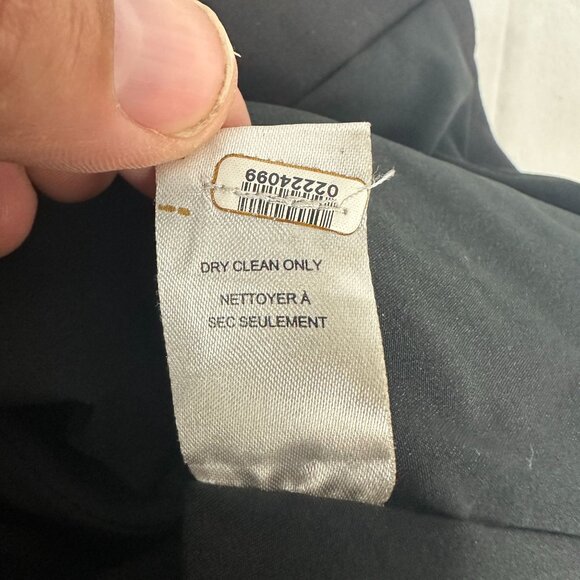 02224099
DRY CLEAN ONLY
NETTOYER À
SEC SEULEMENT